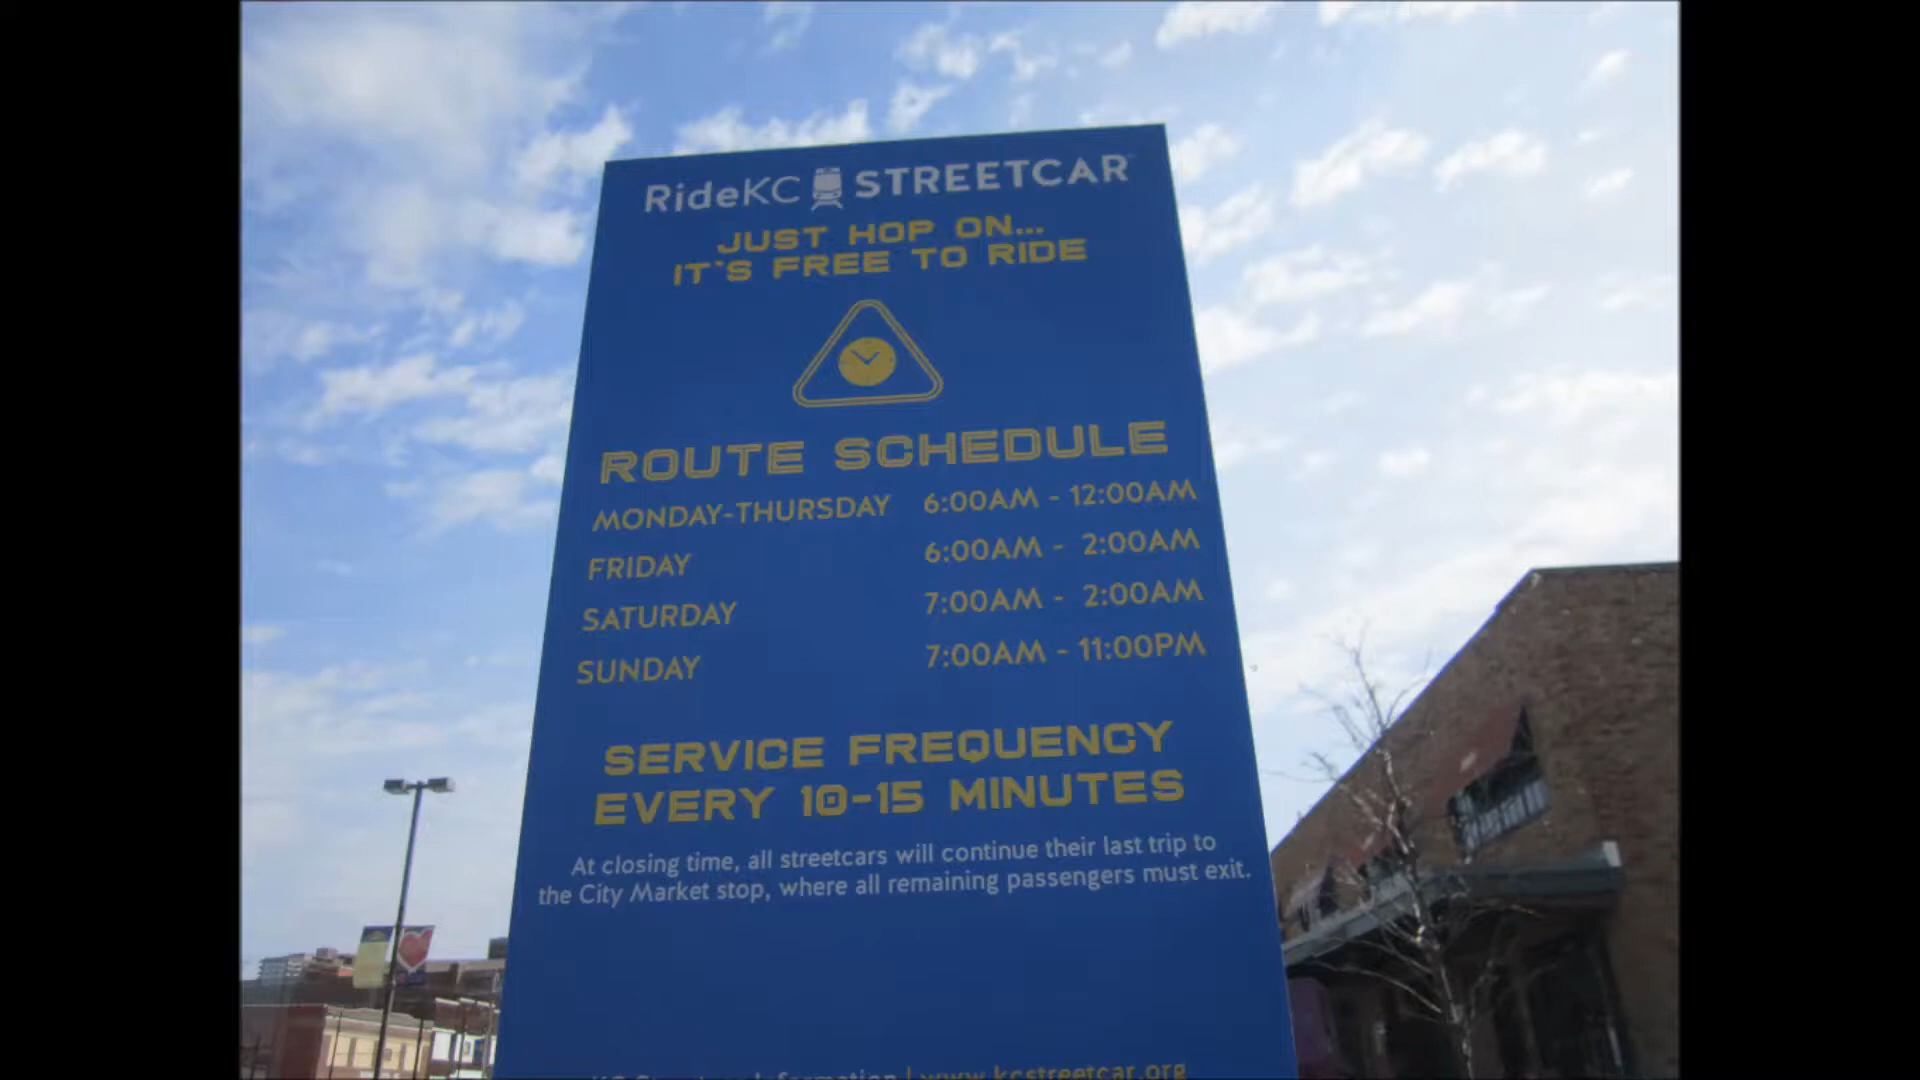 RideKC STREETCAR
JUST HOP ON...
IT'S FREE TO RIDE
ROUTE SCHEDULE
MONDAY-THURSDAY 6:00AM - 12:00AM
FRIDAY 6:00AM - 2:00AM
SATURDAY 7:00AM - 2:00AM
SUNDAY 7:00AM - 11:00PM
SERVICE FREQUENCY
EVERY 10-15 MINUTES
At closing time, all streetcars will continue their last trip to
the City Market stop, where all remaining passengers must exit.
KC Streetcar Information | www.kcstreetcar.org